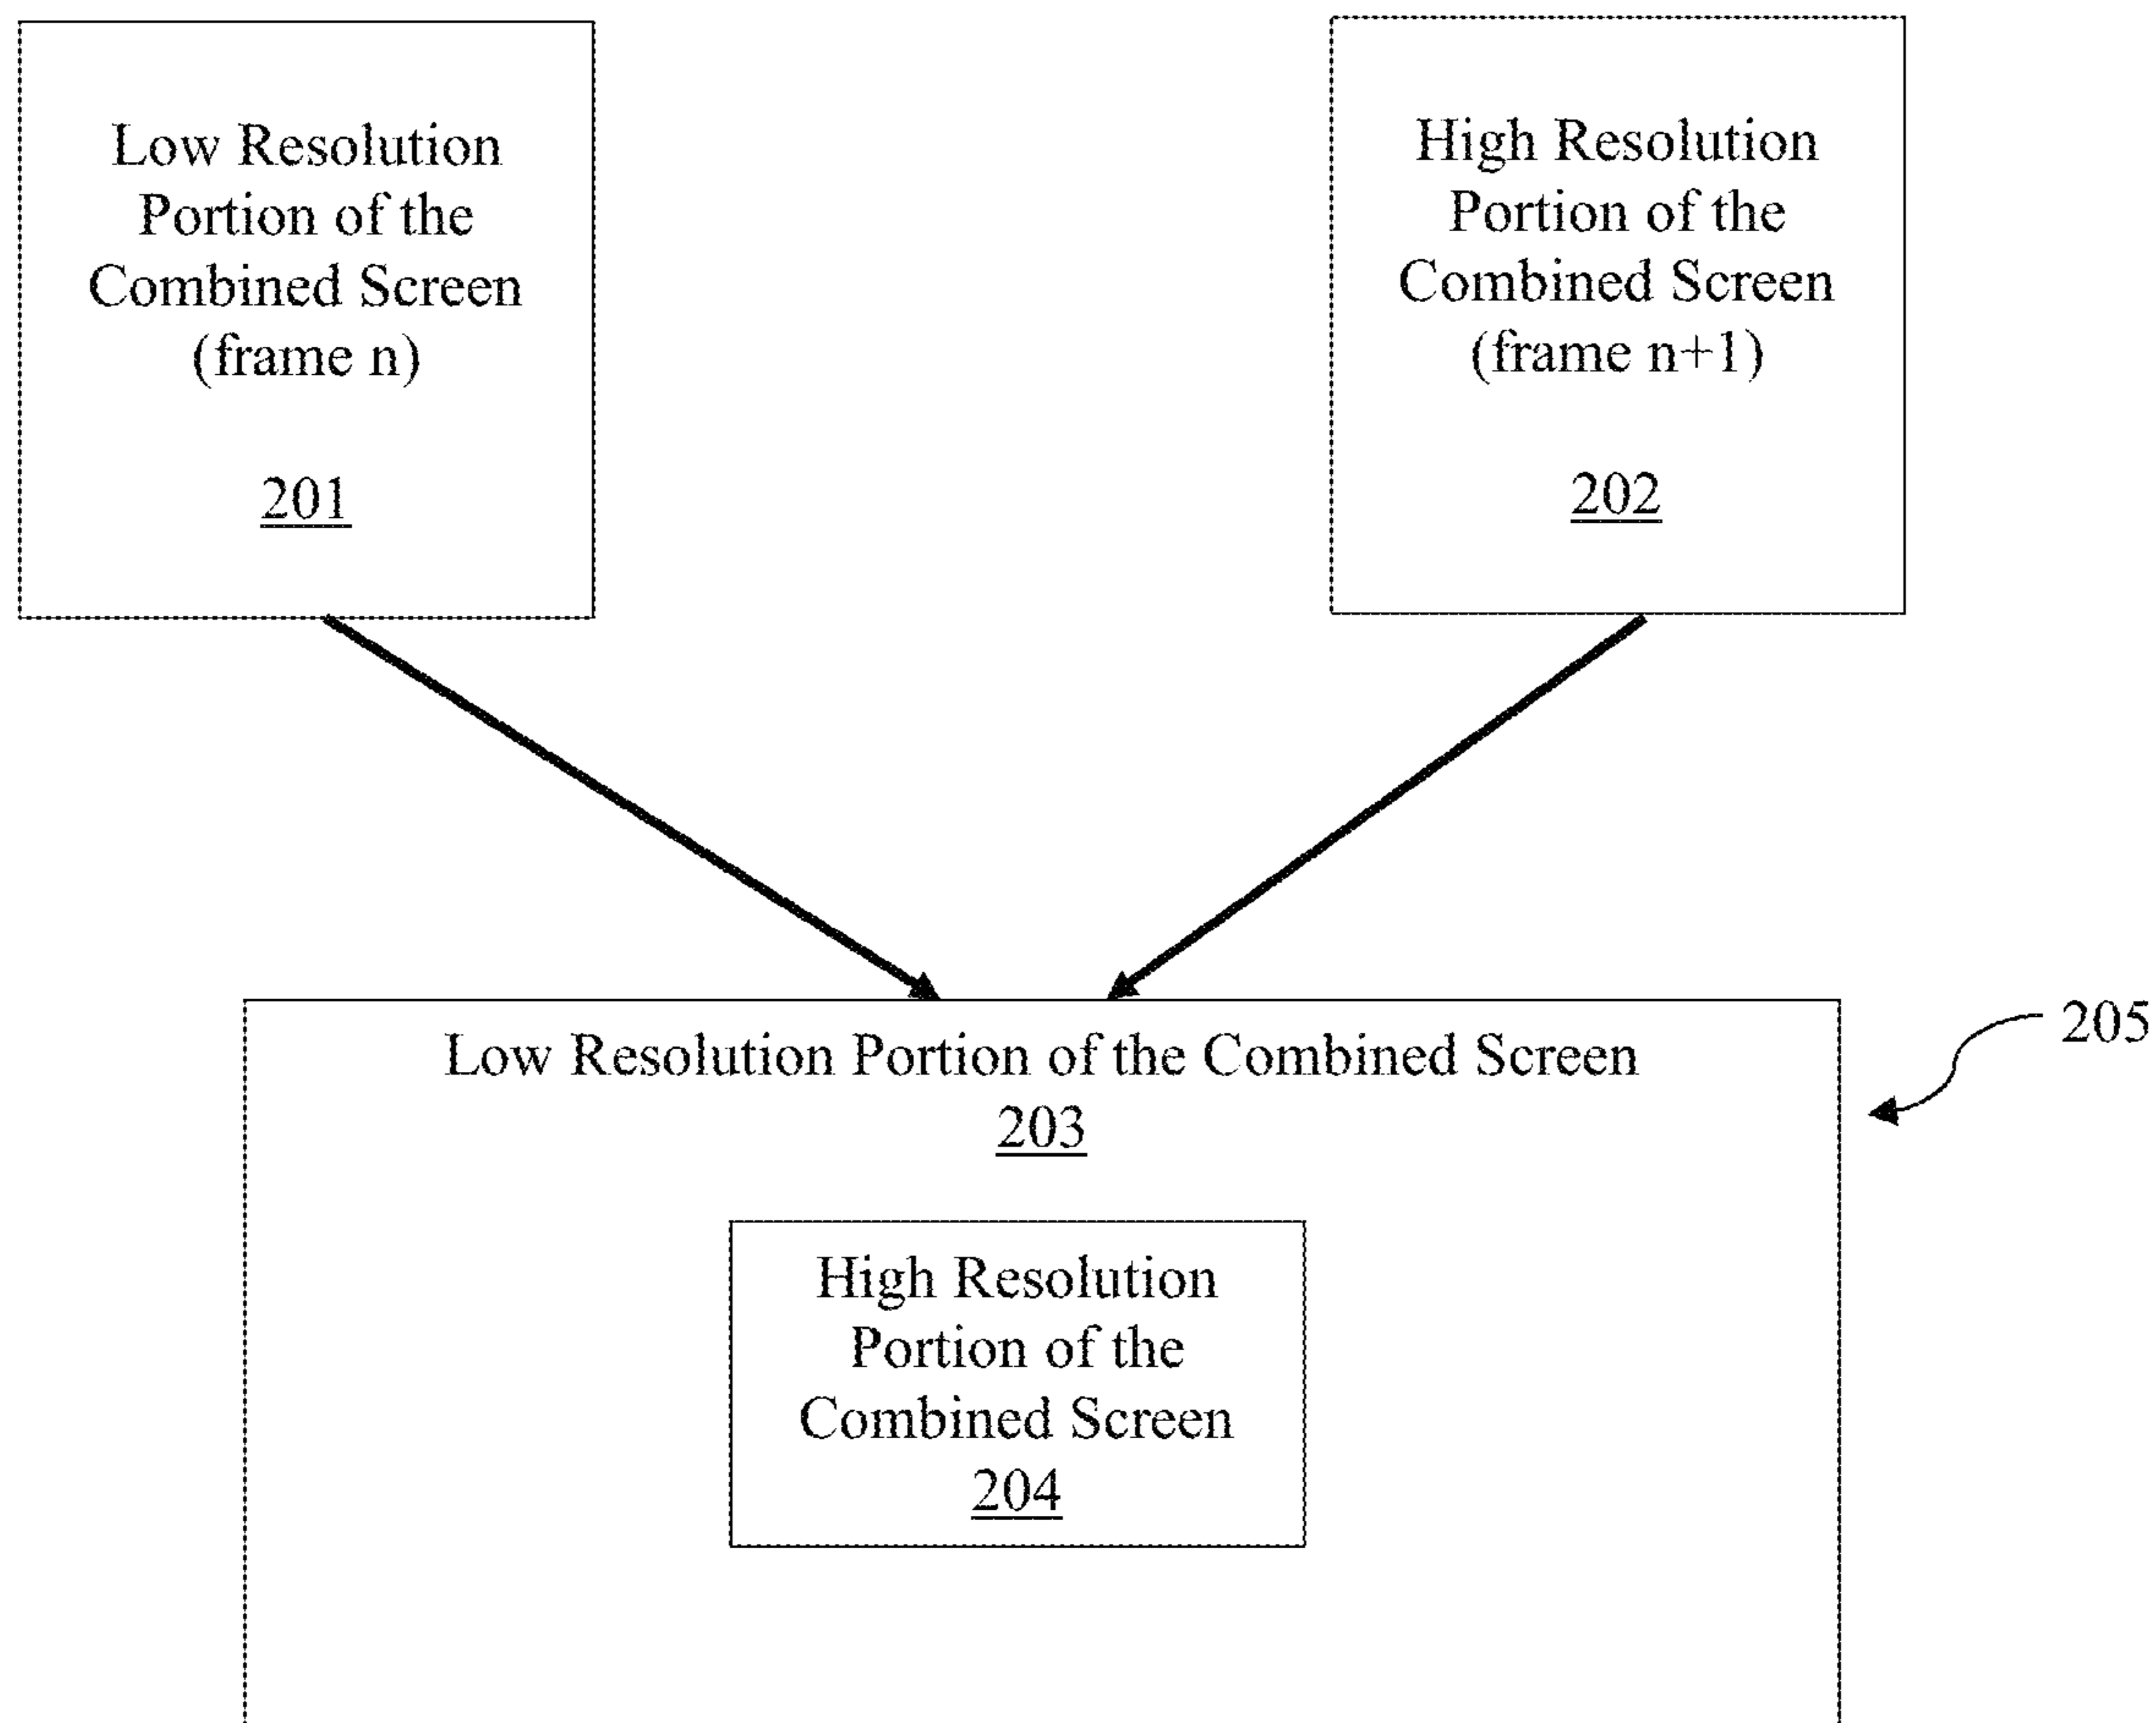 Low Resolution
Portion of the
Combined Screen
(frame n)
201
High Resolution
Portion of the
Combined Screen
(frame n+1)
202
205
Low Resolution Portion of the Combined Screen
203
High Resolution
Portion of the
Combined Screen
204